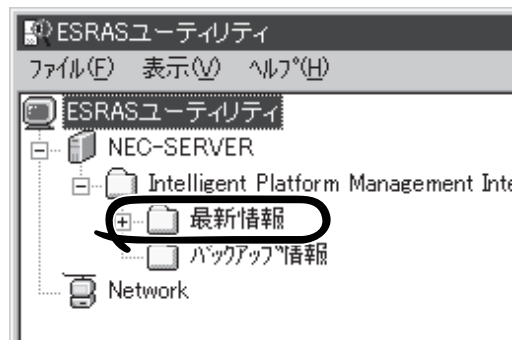 ESRASユーティリティ
ファイル(F) 表示(V) ヘルプ(H)
ESRASユーティリティ
NEC-SERVER
Intelligent Platform Management Inte
最新情報
バックアップ情報
Network